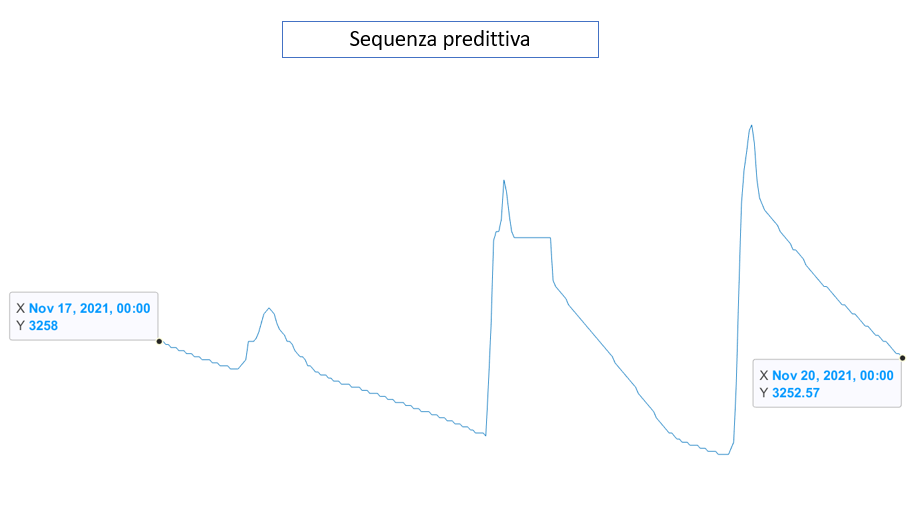 Sequenza predittiva
X Nov 17, 2021, 00:00
Y 3258
X Nov 20, 2021, 00:00
Y 3252.57